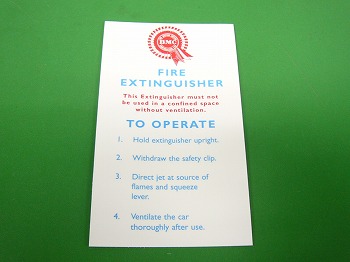 BMC
FIRE
EXTINGUISHER
This Extinguisher must not
be used in a confined space
without ventilation.
TO OPERATE
1. Hold extinguisher upright.
2. Withdraw the safety clip.
3. Direct jet at source of
flames and squeeze
lever.
4. Ventilate the car
thoroughly after use.